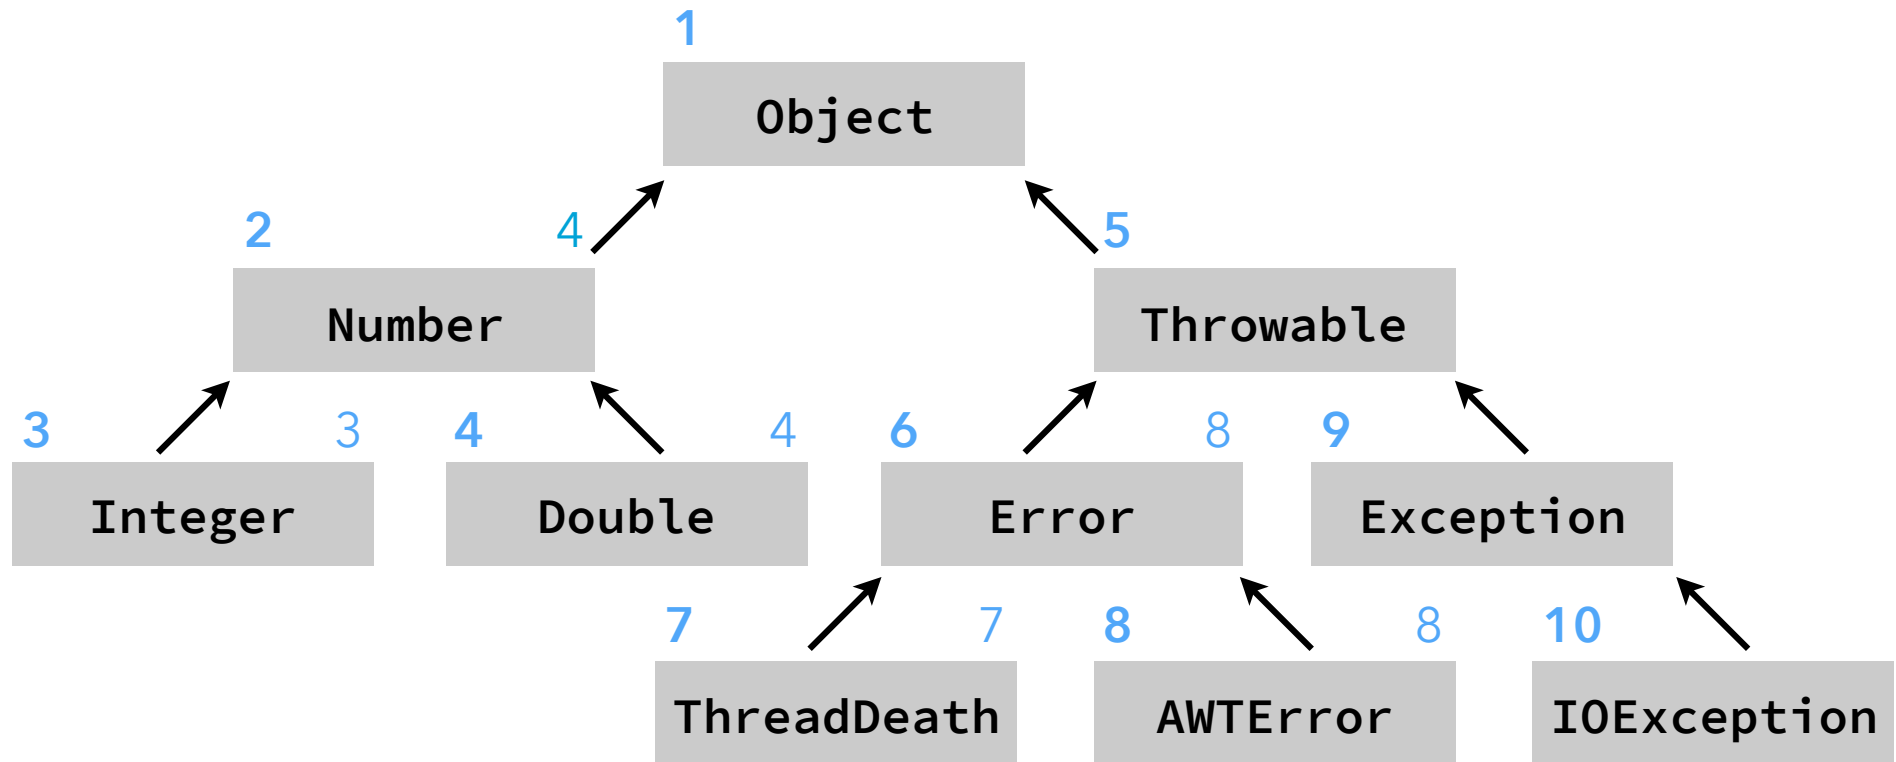 1
Object
2 4 5
Number Throwable
3 3 4 4 6 8 9
Integer Double Error Exception
7 7 8 8 10
ThreadDeath AWTError IOException